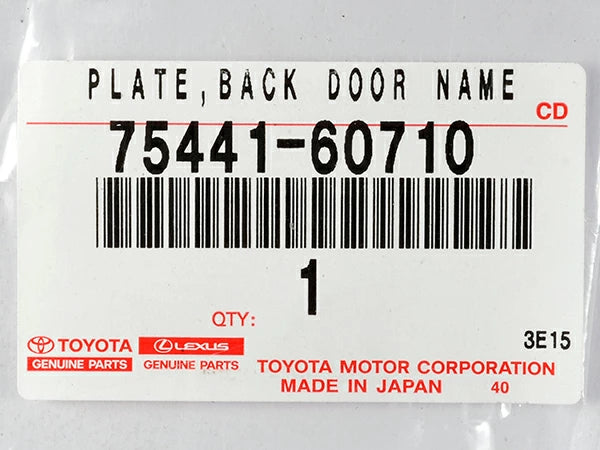 PLATE,BACK DOOR NAME
CD
75441-60710
1
QTY:
3E15
TOYOTA LEXUS
GENUINE PARTS GENUINE PARTS
TOYOTA MOTOR CORPORATION
MADE IN JAPAN 40